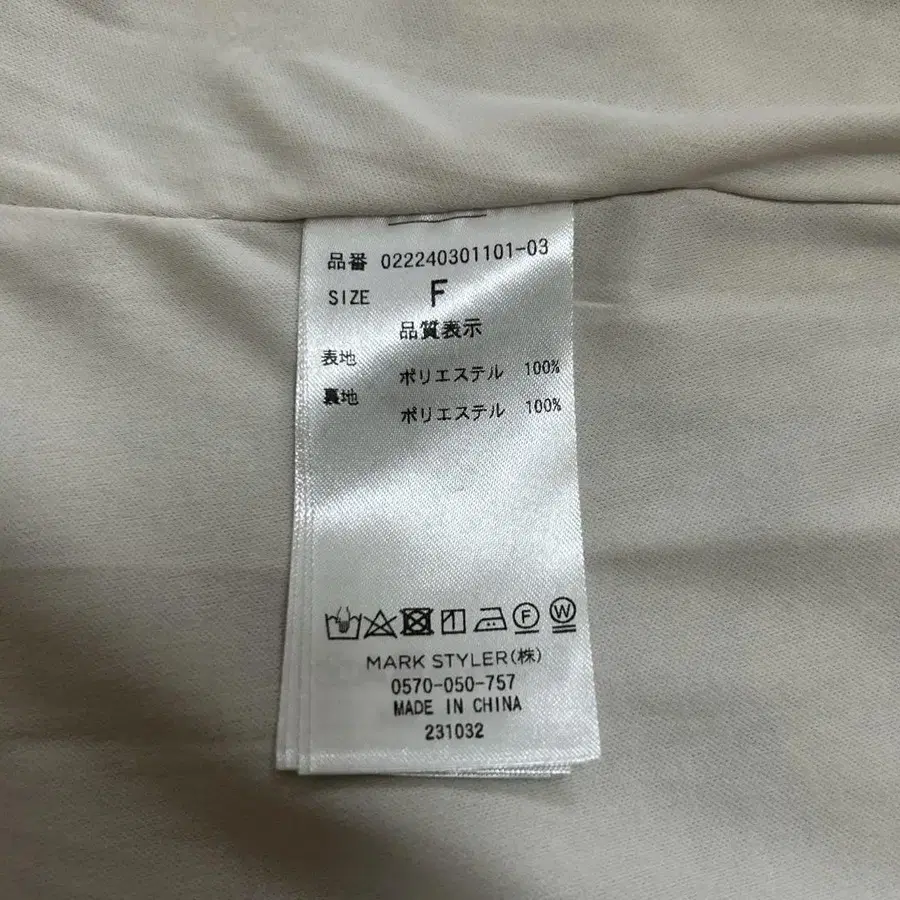 品番 022240301101-03
SIZE F
品質表示
表地 ポリエステル 100%
裏地 ポリエステル 100%
F W
MARK STYLER(株)
0570-050-757
MADE IN CHINA
231032